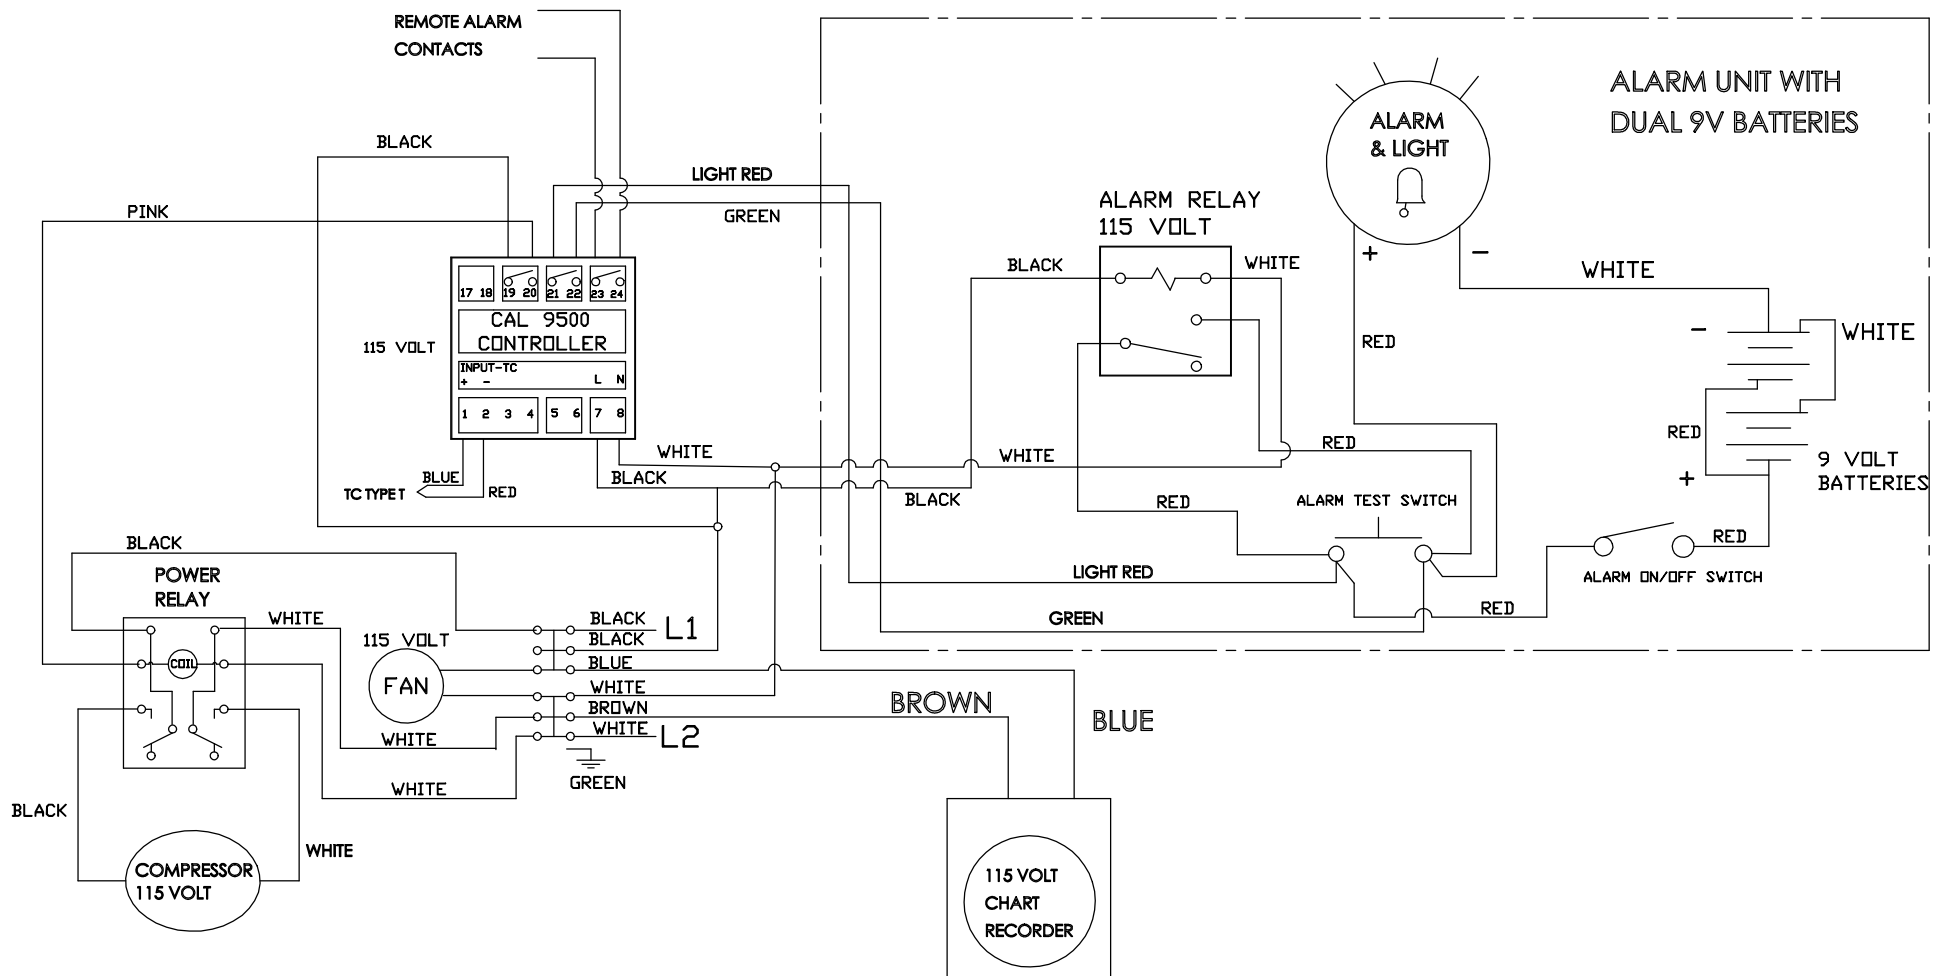 REMOTE ALARM
CONTACTS
ALARM UNIT WITH
DUAL 9V BATTERIES
ALARM
& LIGHT
BLACK
LIGHT RED
PINK
GREEN
ALARM RELAY
115 VOLT
+
-
BLACK
WHITE
WHITE
17 18 19 20 21 22 23 24
CAL 9500
CONTROLLER
115 VOLT
INPUT-TC
+ - L N
1 2 3 4 5 6 7 8
RED
-
WHITE
RED
RED
WHITE
WHITE
9 VOLT
BATTERIES
BLUE
BLACK
+
TC TYPE T
RED
BLACK
RED
ALARM TEST SWITCH
RED
BLACK
LIGHT RED
ALARM ON/OFF SWITCH
POWER
RELAY
RED
WHITE
BLACK
L1
GREEN
115 VOLT
BLACK
COIL
BLUE
FAN
WHITE
BROWN
BROWN
BLUE
WHITE
WHITE
L2
WHITE
GREEN
BLACK
WHITE
COMPRESSOR
115 VOLT
115 VOLT
CHART
RECORDER